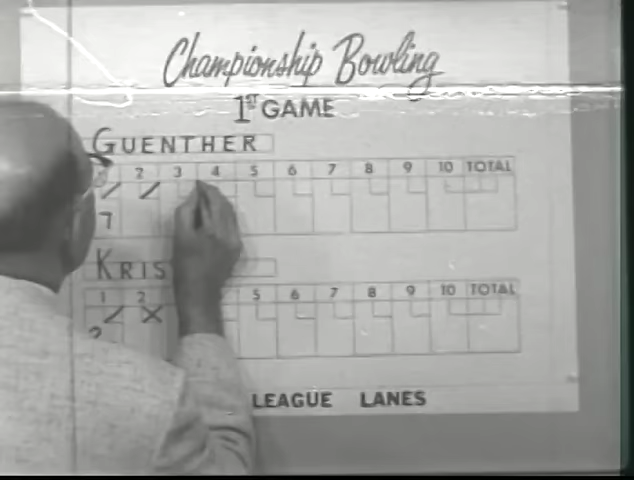 Championship Bowling
1ST GAME
GUENTHER
2 3 4 5 6 7 8 9 10 TOTAL
/ /
7
KRIS
1 2 5 6 7 8 9 10 TOTAL
/ X
LEAGUE LANES